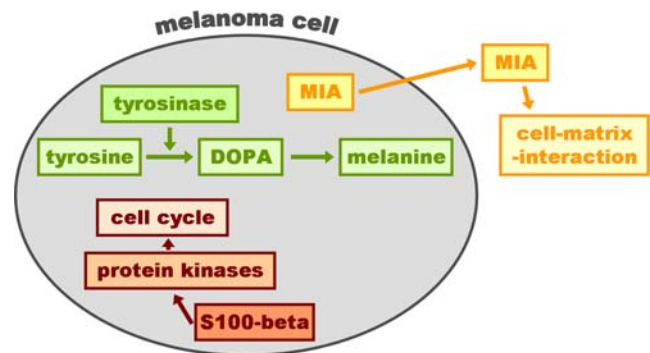 melanoma cell
MIA
MIA
tyrosinase
cell-matrix
-interaction
tyrosine
DOPA
melanine
cell cycle
protein kinases
S100-beta